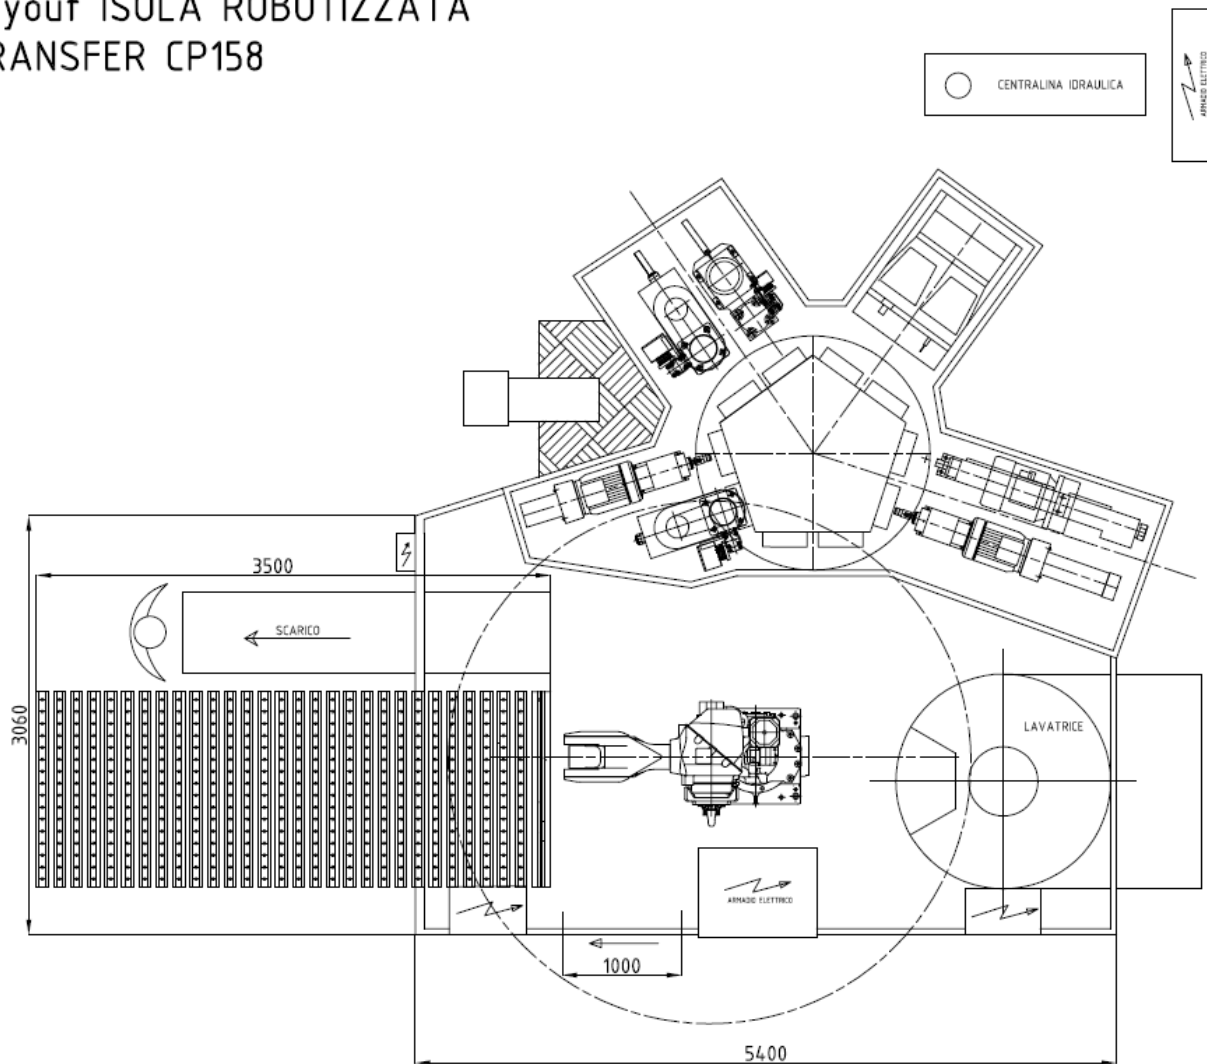 yout ISOLA ROBOTIZZATA
RANSFER CP158
CENTRALINA IDRAULICA
ARMADIO ELETTRICO
3500
SCARICO
3060
LAVATRICE
ARMADIO ELETTRICO
1000
5400